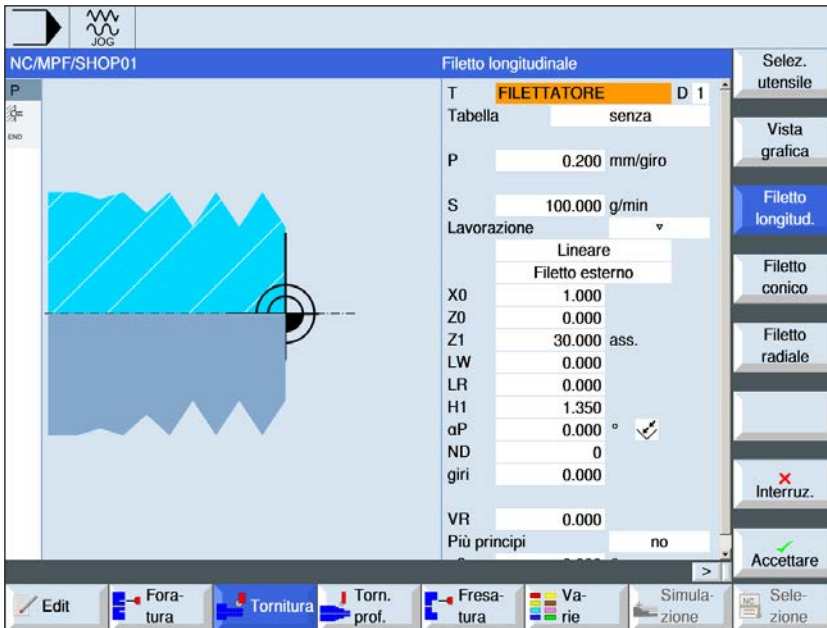 JOG
NC/MPF/SHOP01
Filetto longitudinale
P
END
T FILETTATORE D 1
Tabella senza
P 0.200 mm/giro
S 100.000 g/min
Lavorazione
Lineare
Filetto esterno
X0 1.000
Z0 0.000
Z1 30.000 ass.
LW 0.000
LR 0.000
H1 1.350
αP 0.000 °
ND 0
giri 0.000
VR 0.000
Più principi no
>
Selez.
utensile
Vista
grafica
Filetto
longitud.
Filetto
conico
Filetto
radiale
Interruz.
Accettare
Edit
Fora-
tura
Tornitura
Torn.
prof.
Fresa-
tura
Va-
rie
Simula-
zione
NC
Sele-
zione